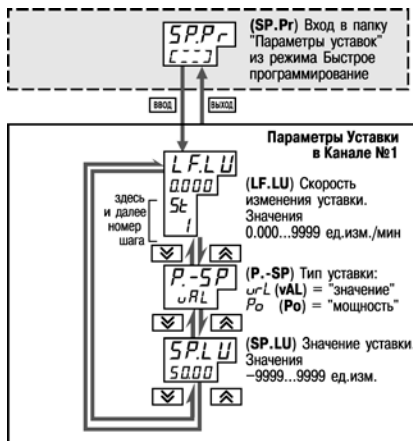 SP.Pr
[___]
(SP.Pr) Вход в папку
"Параметры уставок"
из режима Быстрое
программирование
ВВОД
ВЫХОД
Параметры Уставки
в Канале №1
LF.LU
0.000
St
1
здесь
и далее
номер
шага
(LF.LU) Скорость
изменения уставки.
Значения
0.000...9999 ед.изм./мин
P.-SP
vAL
(P.-SP) Тип уставки:
vrL (vAL) = "значение"
Po (Po) = "мощность"
SP.LU
50.00
(SP.LU) Значение уставки.
Значения
−9999...9999 ед.изм.